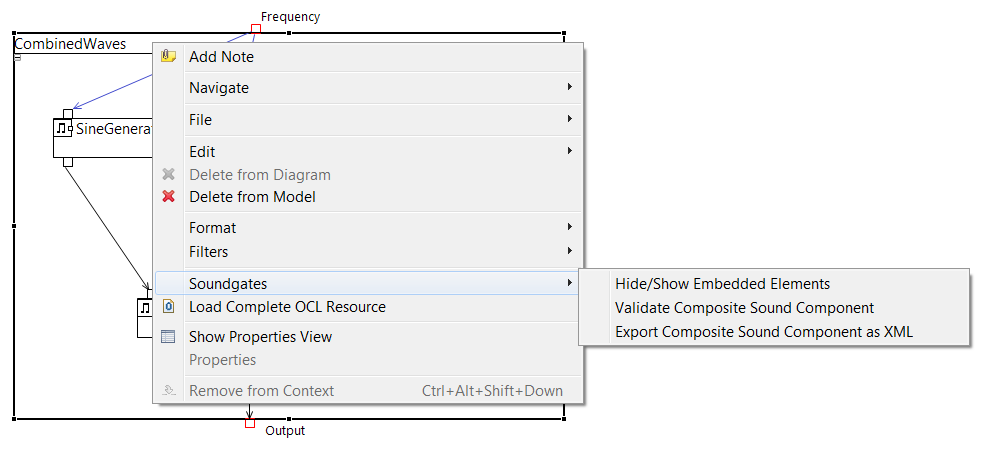 Frequency
CombinedWaves
SineGenera
Add Note
Navigate
File
Edit
Delete from Diagram
Delete from Model
Format
Filters
Soundgates
Load Complete OCL Resource
Show Properties View
Properties
Remove from Context Ctrl+Alt+Shift+Down
Hide/Show Embedded Elements
Validate Composite Sound Component
Export Composite Sound Component as XML
Output